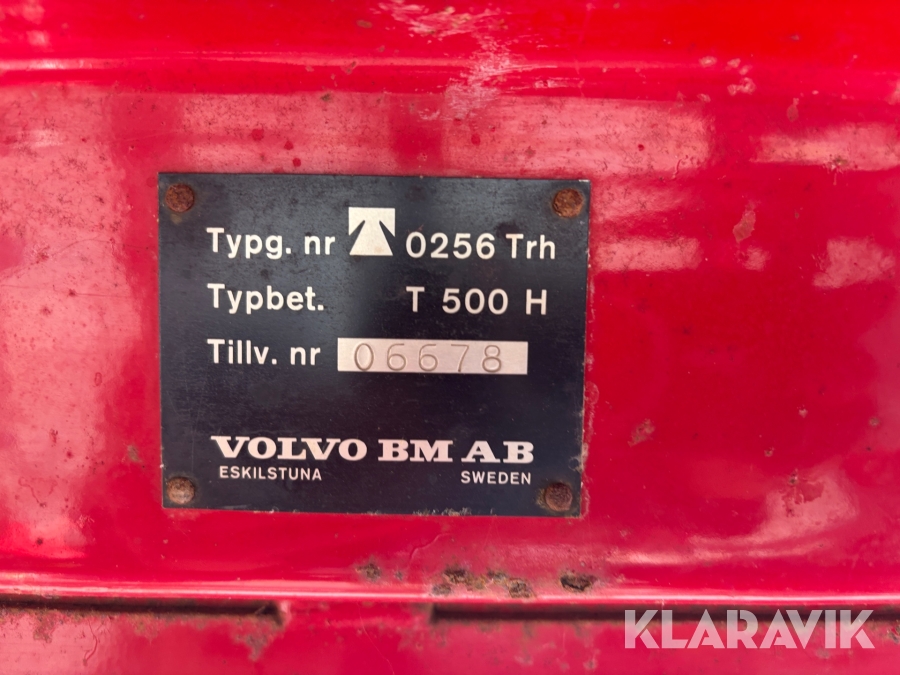 Typg. nr 0256 Trh
Typbet. T 500 H
Tillv. nr 06678
VOLVO BM AB
ESKILSTUNA SWEDEN
KLARAVIK